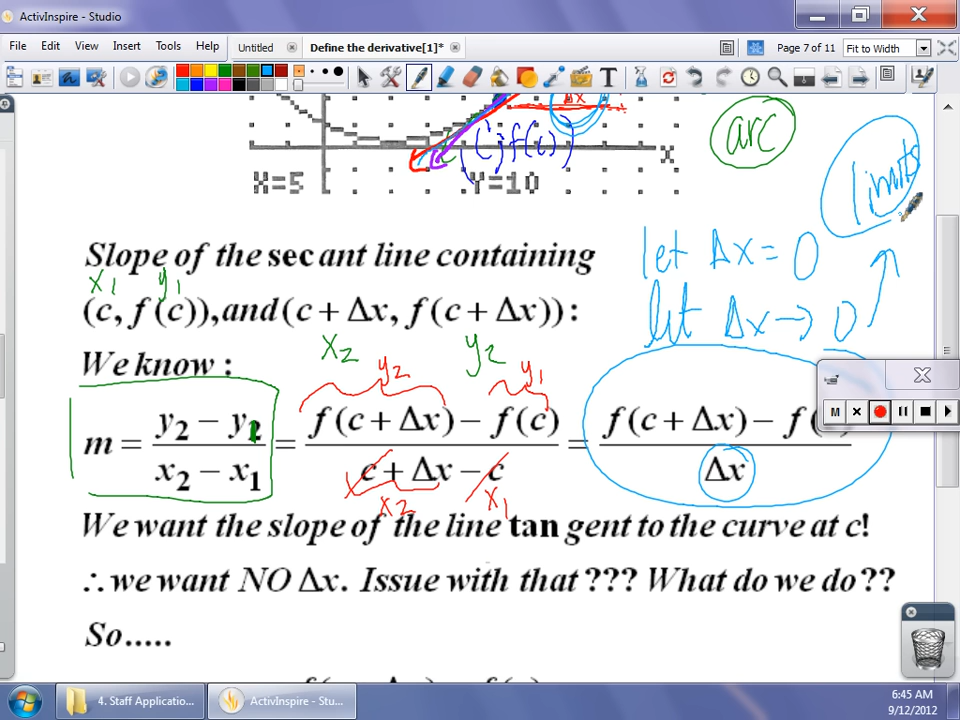 ActivInspire - Studio
File Edit View Insert Tools Help Untitled Define the derivative[1]* Page 7 of 11 Fit to Width
Δx
arc
( ( ) f(c) )
X
X=5 Y=10
limits
Slope of the secant line containing
let Δx = 0
x1 y1
(c, f(c)), and (c + Δx, f(c + Δx)):
let Δx → 0
x2 y2
We know:
y2 y1
m = y2 − y2 / x2 − x1 = f(c + Δx) − f(c) / c + Δx − c = f(c + Δx) − f( / Δx
M
x2 x1
We want the slope of the line tangent to the curve at c!
∴ we want NO Δx. Issue with that ??? What do we do??
So.....
4. Staff Applicatio... ActivInspire - Stu... 6:45 AM
9/12/2012